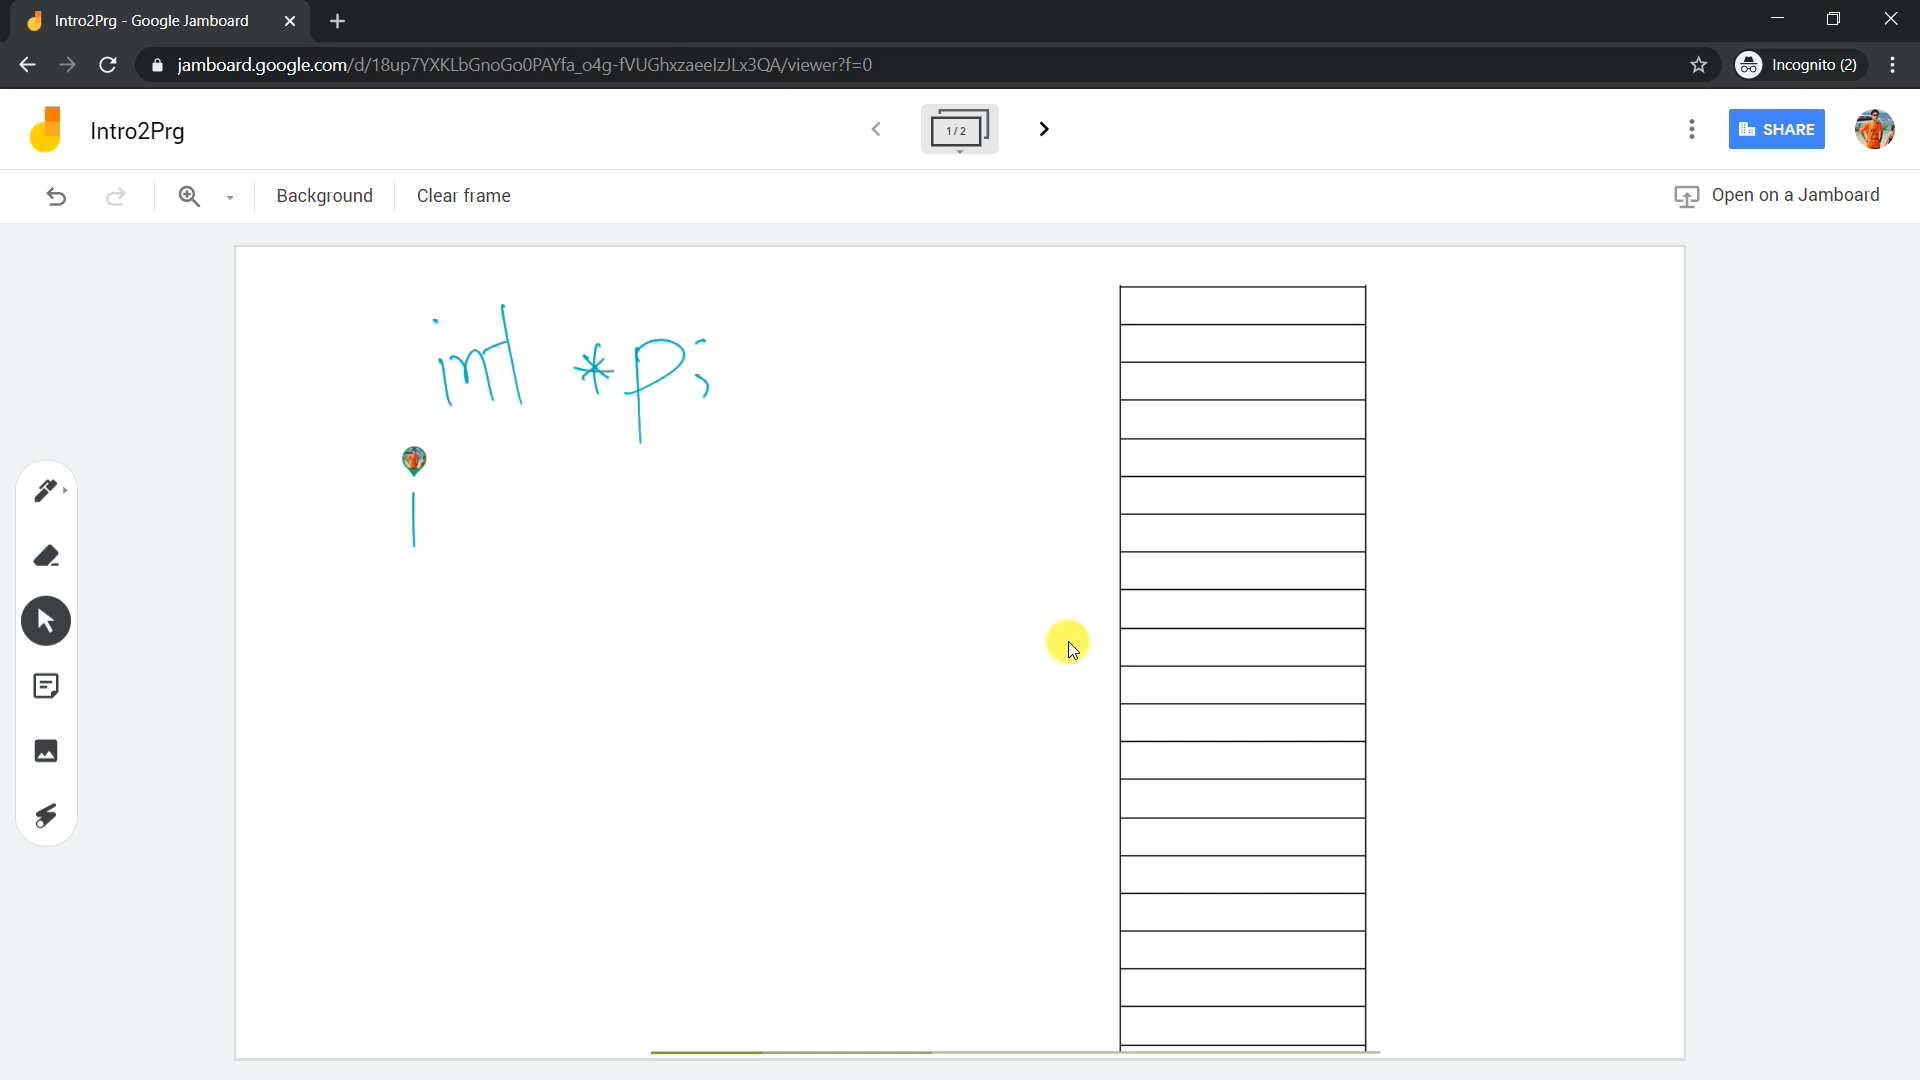 Intro2Prg - Google Jamboard
jamboard.google.com/d/18up7YXKLbGnoGo0PAYfa_o4g-fVUGhxzaeelzJLx3QA/viewer?f=0
Incognito (2)
Intro2Prg
1 / 2
SHARE
Background
Clear frame
Open on a Jamboard
int *p;